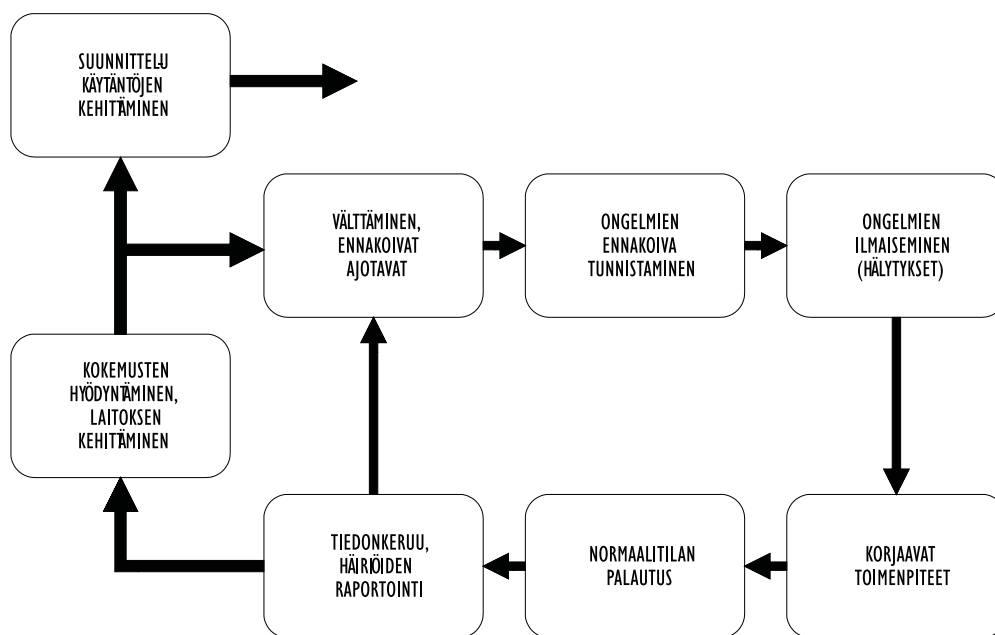 SUUNNITTELU
KÄYTÄNTÖJEN
KEHITTÄMINEN
VÄLTTÄMINEN,
ENNAKOIVAT
AJOTAVAT
ONGELMIEN
ENNAKOIVA
TUNNISTAMINEN
ONGELMIEN
ILMAISEMINEN
(HÄLYTYKSET)
KOKEMUSTEN
HYÖDYNTÄMINEN,
LAITOKSEN
KEHITTÄMINEN
TIEDONKERUU,
HÄIRIÖIDEN
RAPORTOINTI
NORMAALITILAN
PALAUTUS
KORJAAVAT
TOIMENPITEET